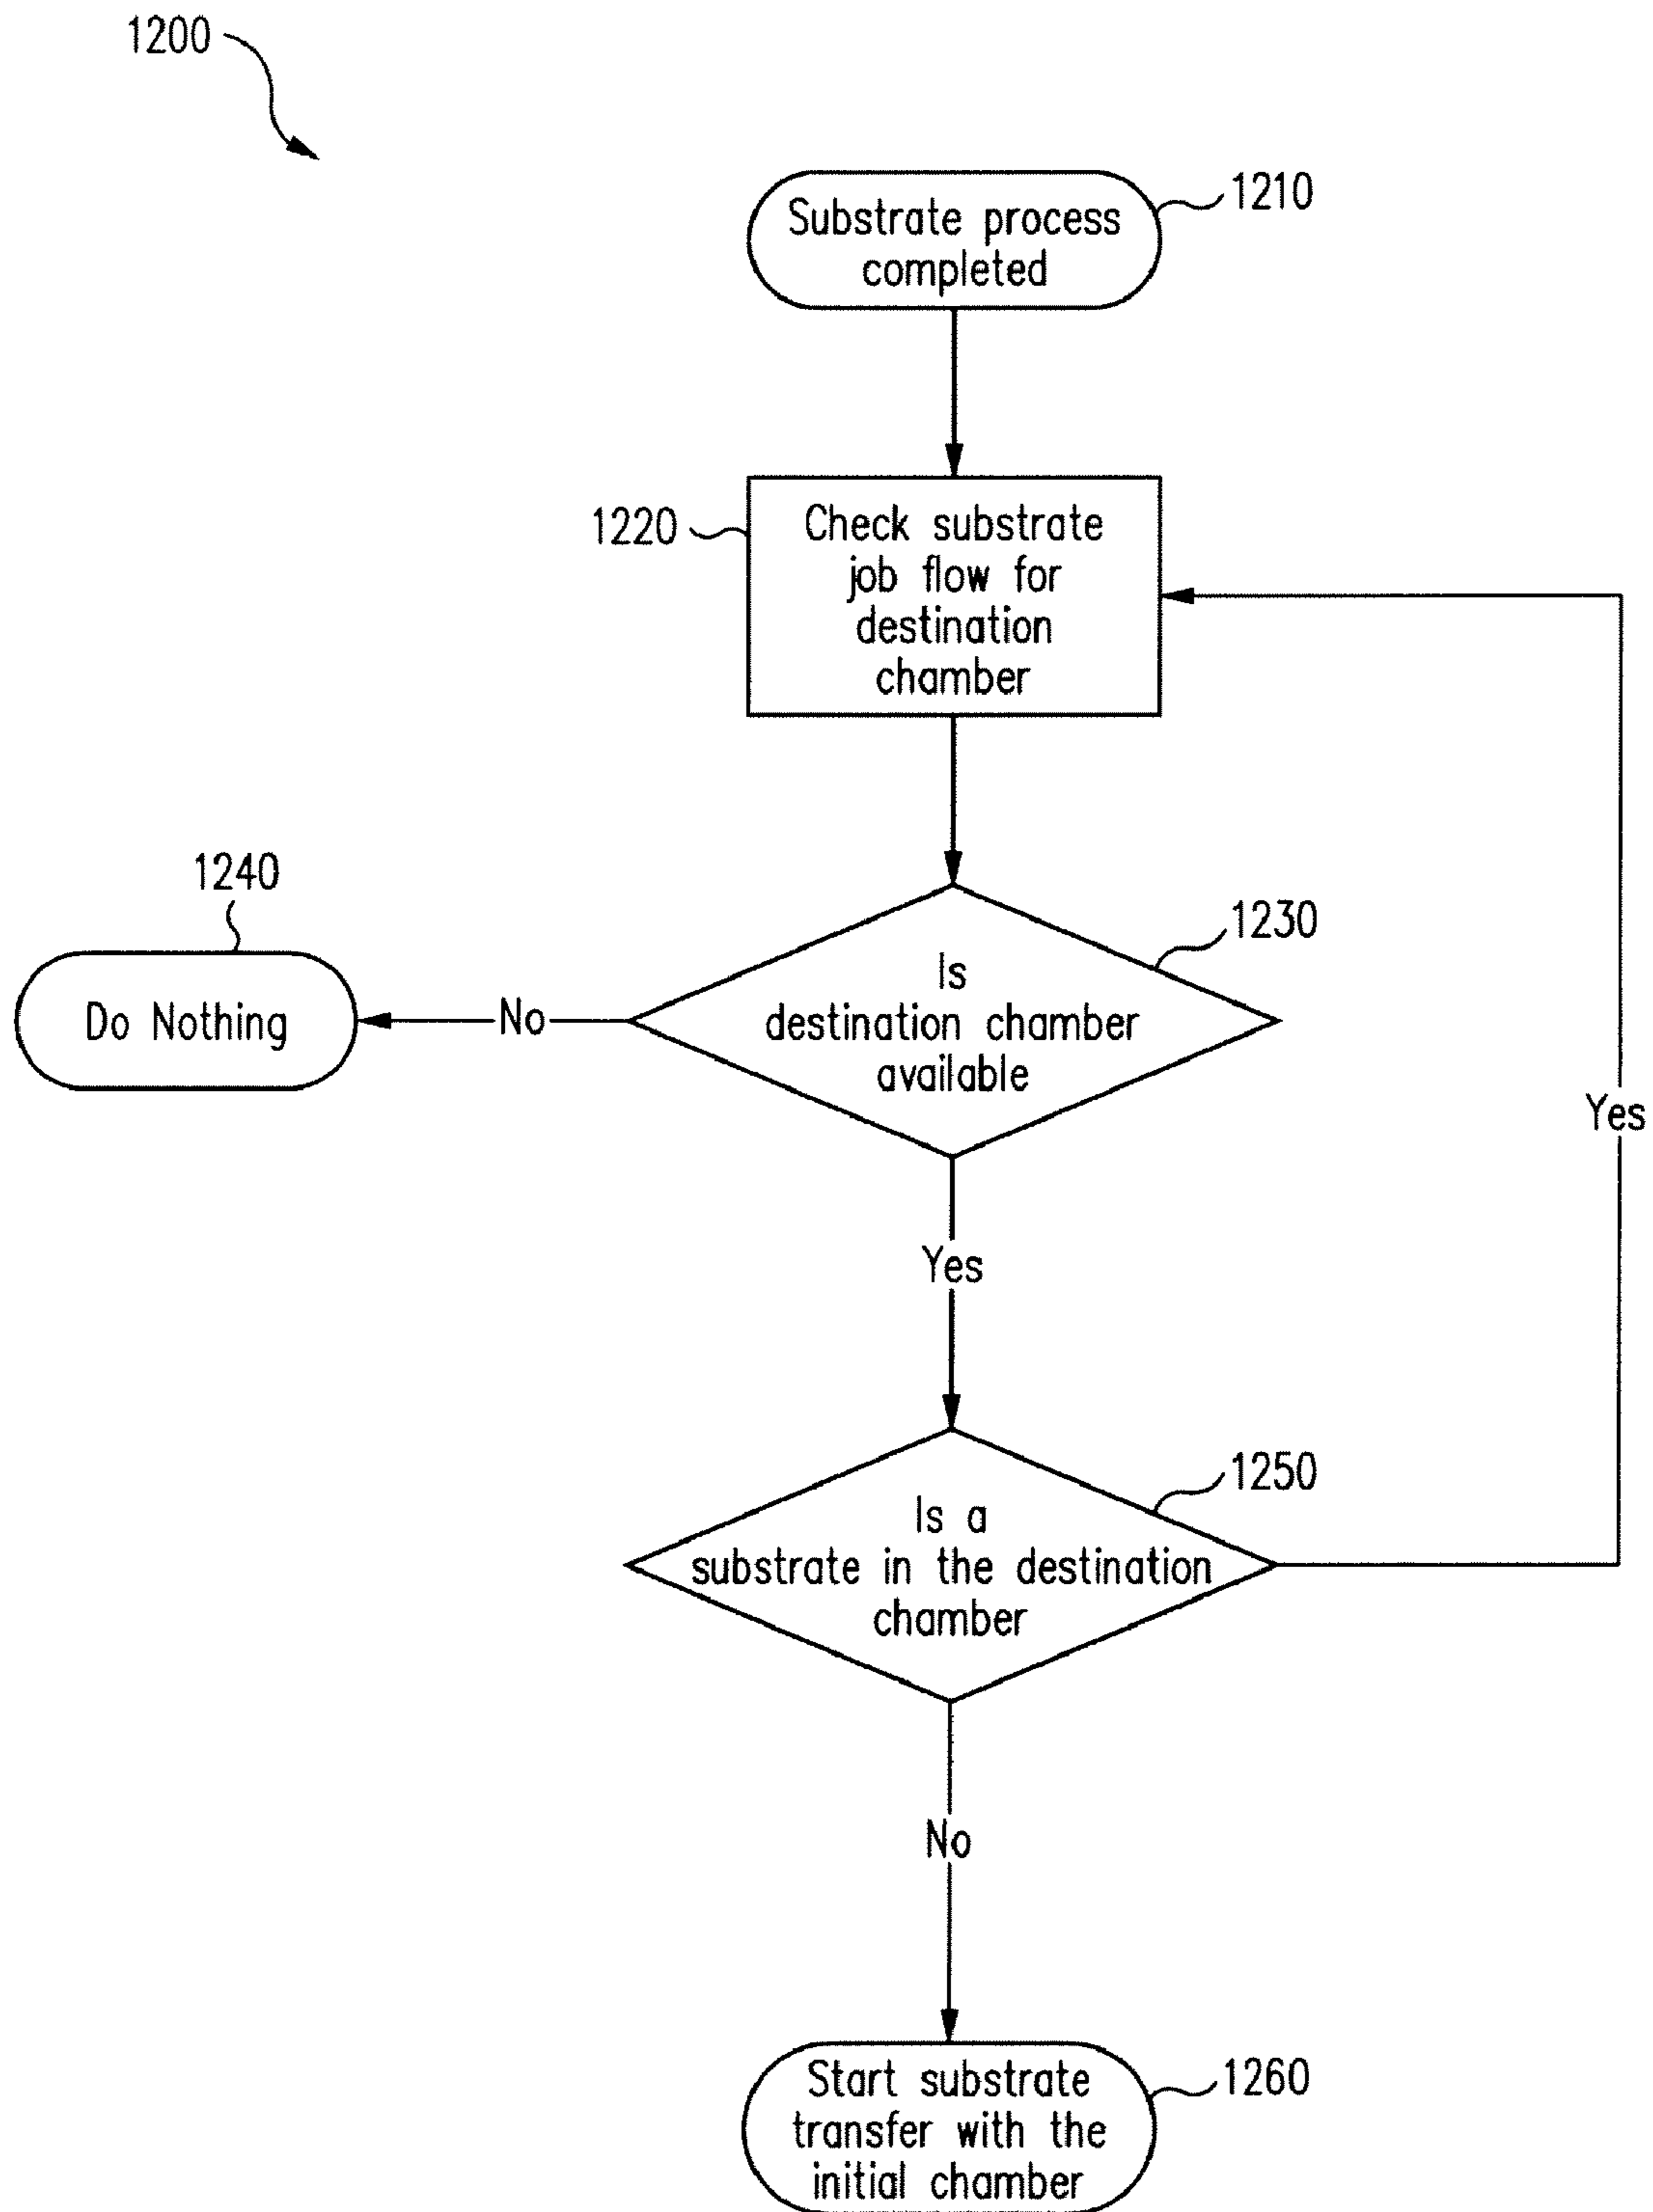 1200
Substrate process
completed
1210
1220
Check substrate
job flow for
destination
chamber
1240
Do Nothing
No
1230
Is
destination chamber
available
Yes
Yes
1250
Is a
substrate in the destination
chamber
No
Start substrate
transfer with the
initial chamber
1260